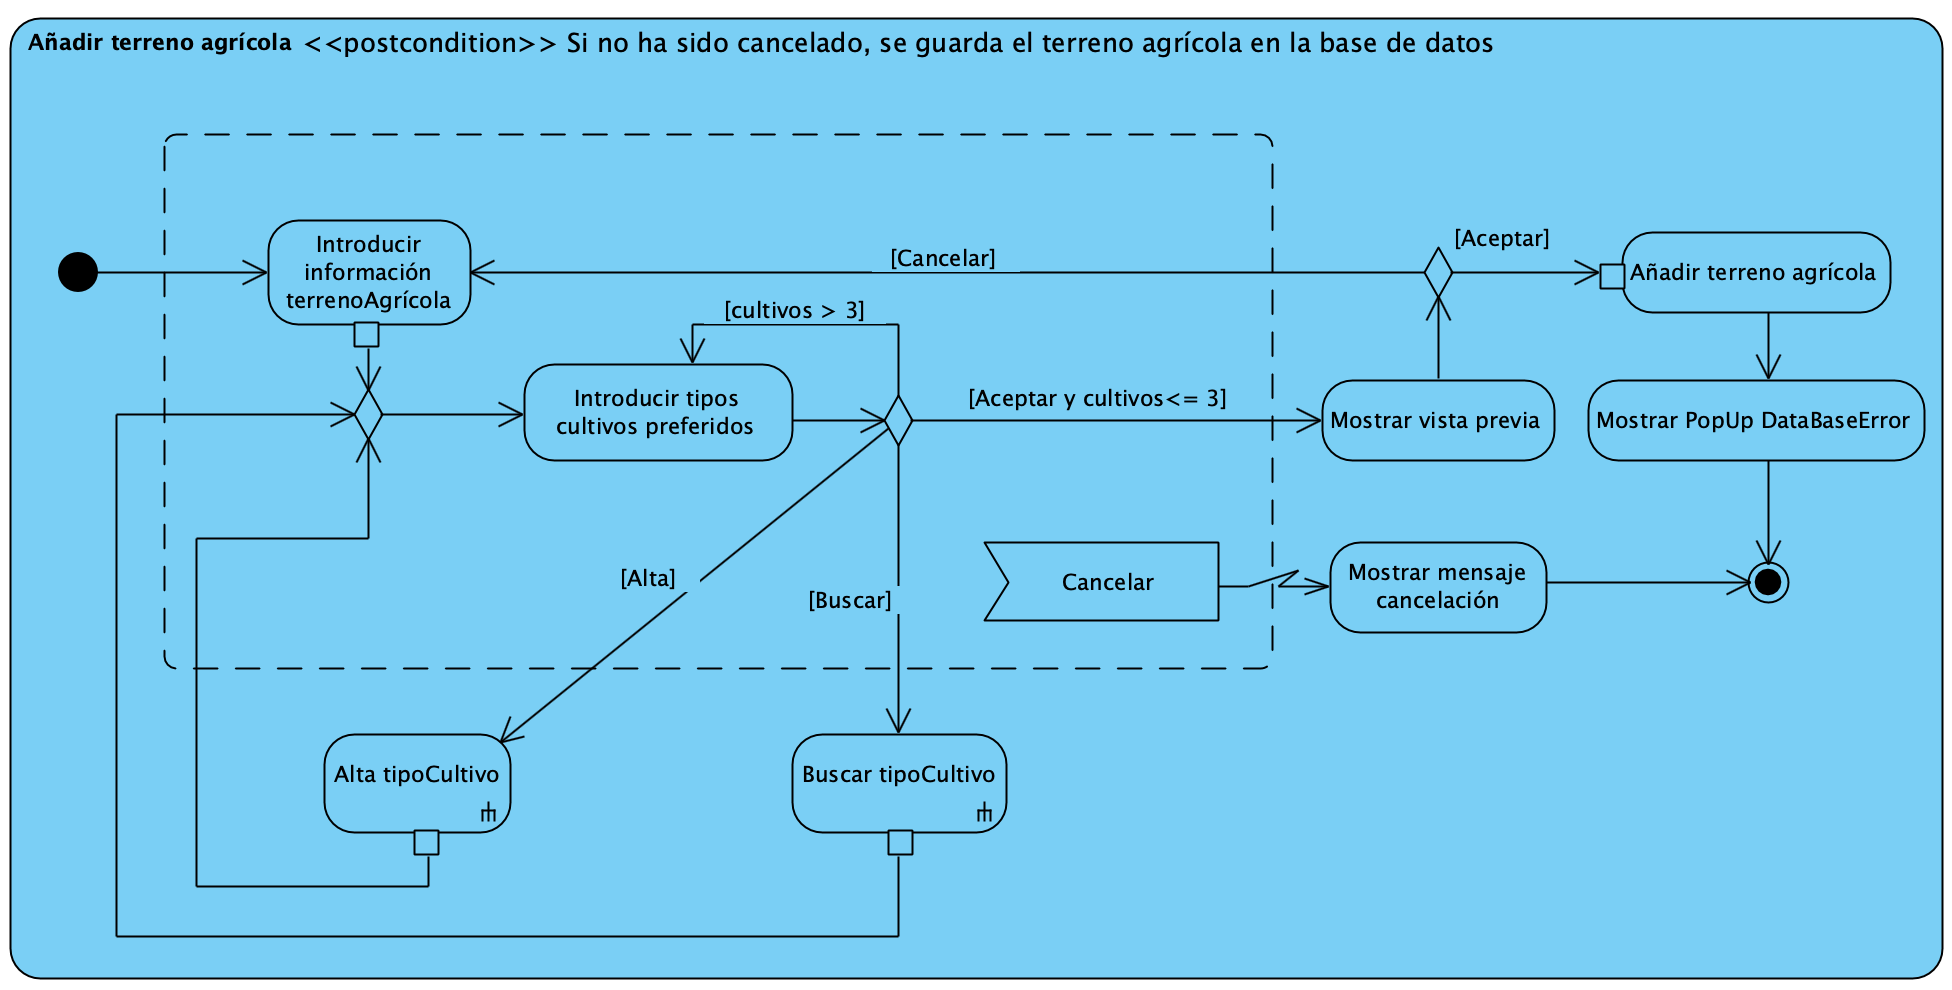 Añadir terreno agrícola <<postcondition>> Si no ha sido cancelado, se guarda el terreno agrícola en la base de datos
Introducir
información
terrenoAgrícola
[Cancelar]
[Aceptar]
Añadir terreno agrícola
[cultivos > 3]
Introducir tipos
cultivos preferidos
[Aceptar y cultivos<= 3]
Mostrar vista previa
Mostrar PopUp DataBaseError
[Alta]
[Buscar]
Cancelar
Mostrar mensaje
cancelación
Alta tipoCultivo
Buscar tipoCultivo